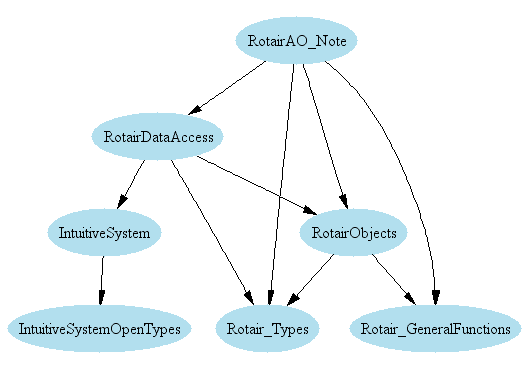 RotairAO_Note
RotairDataAccess
IntuitiveSystem
RotairObjects
IntuitiveSystemOpenTypes
Rotair_Types
Rotair_GeneralFunctions